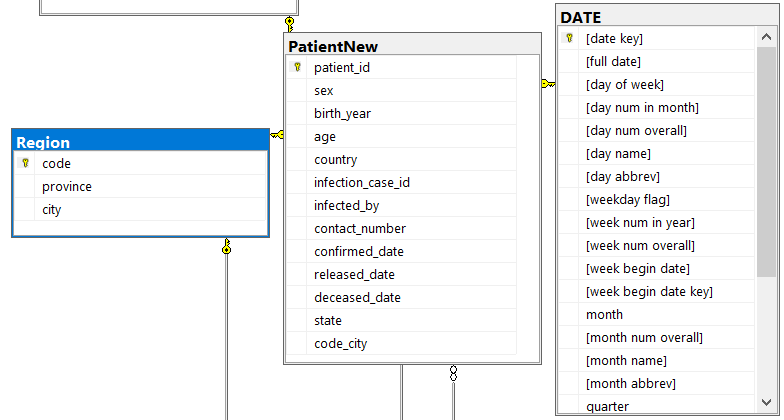 Region
code
province
city
PatientNew
patient_id
sex
birth_year
age
country
infection_case_id
infected_by
contact_number
confirmed_date
released_date
deceased_date
state
code_city
DATE
[date key]
[full date]
[day of week]
[day num in month]
[day num overall]
[day name]
[day abbrev]
[weekday flag]
[week num in year]
[week num overall]
[week begin date]
[week begin date key]
month
[month num overall]
[month name]
[month abbrev]
quarter